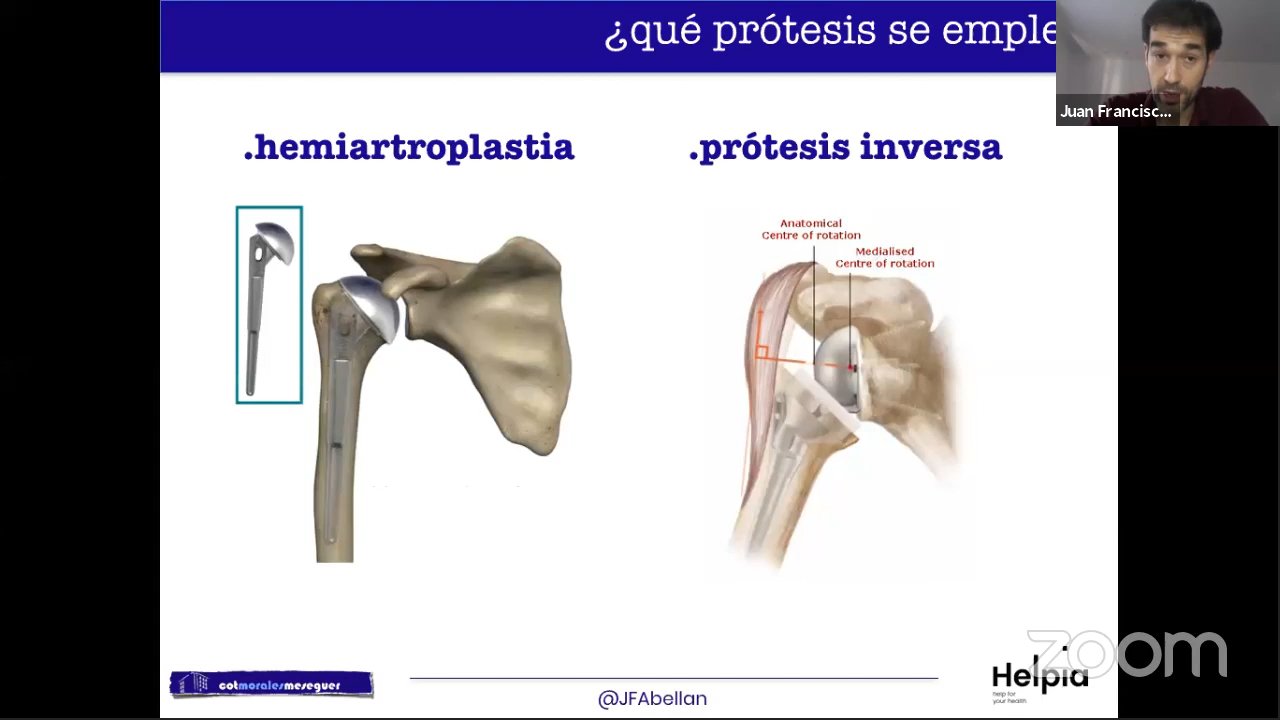 ¿qué prótesis se emple
Juan Francisc...
.hemiartroplastia
.prótesis inversa
Anatomical
Centre of rotation
Medialised
Centre of rotation
zoom
cotmoralesmeseguer
@JFAbellan
Helpia
help for
your health